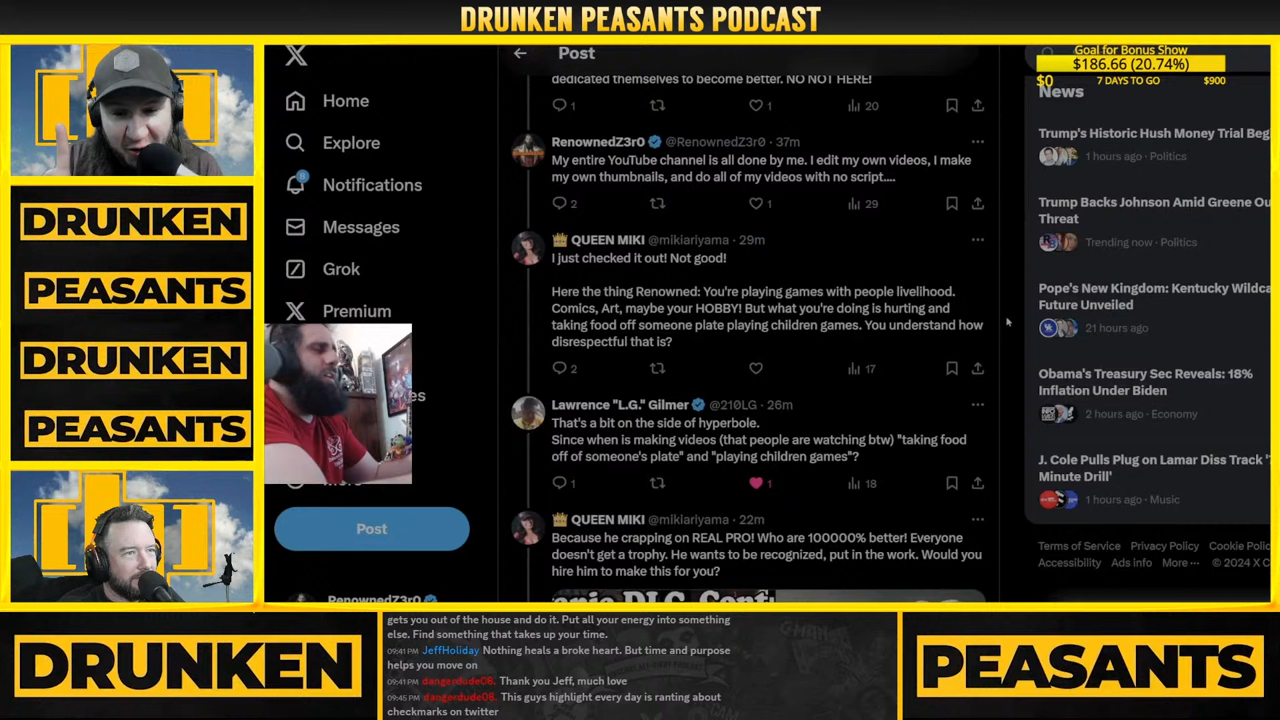 DRUNKEN PEASANTS PODCAST
DRUNKEN
PEASANTS
DRUNKEN
PEASANTS
Home
Explore
Notifications
Messages
Grok
Premium
Post
RenownedZ3r0
Post
dedicated themselves to become better. NO NOT HERE!
1 1 20
RenownedZ3r0 @RenownedZ3r0 · 37m
My entire YouTube channel is all done by me. I edit my own videos, I make
my own thumbnails, and do all of my videos with no script....
2 1 29
QUEEN MIKI @mikiariyama · 29m
I just checked it out! Not good!
Here the thing Renowned: You're playing games with people livelihood.
Comics, Art, maybe your HOBBY! But what you're doing is hurting and
taking food off someone plate playing children games. You understand how
disrespectful that is?
2 17
Lawrence "L.G." Gilmer @210LG · 26m
That's a bit on the side of hyperbole.
Since when is making videos (that people are watching btw) "taking food
off of someone's plate" and "playing children games"?
1 1 18
QUEEN MIKI @mikiariyama · 22m
Because he crapping on REAL PRO! Who are 100000% better! Everyone
doesn't get a trophy. He wants to be recognized, put in the work. Would you
hire him to make this for you?
Goal for Bonus Show
$186.66 (20.74%)
$0 7 DAYS TO GO $900
News
Trump's Historic Hush Money Trial Beg
1 hours ago · Politics
Trump Backs Johnson Amid Greene Ou
Threat
Trending now · Politics
Pope's New Kingdom: Kentucky Wildca
Future Unveiled
21 hours ago
Obama's Treasury Sec Reveals: 18%
Inflation Under Biden
2 hours ago · Economy
J. Cole Pulls Plug on Lamar Diss Track '7
Minute Drill'
1 hours ago · Music
Terms of Service Privacy Policy Cookie Poli
Accessibility Ads info More ··· © 2024 X C
DRUNKEN
gets you out of the house and do it. Put all your energy into something
else. Find something that takes up your time.
09:41 PM JeffHoliday Nothing heals a broke heart. But time and purpose
helps you move on
09:41 PM dangerdude08. Thank you Jeff, much love
09:45 PM dangerdude08. This guys highlight every day is ranting about
checkmarks on twitter
PEASANTS